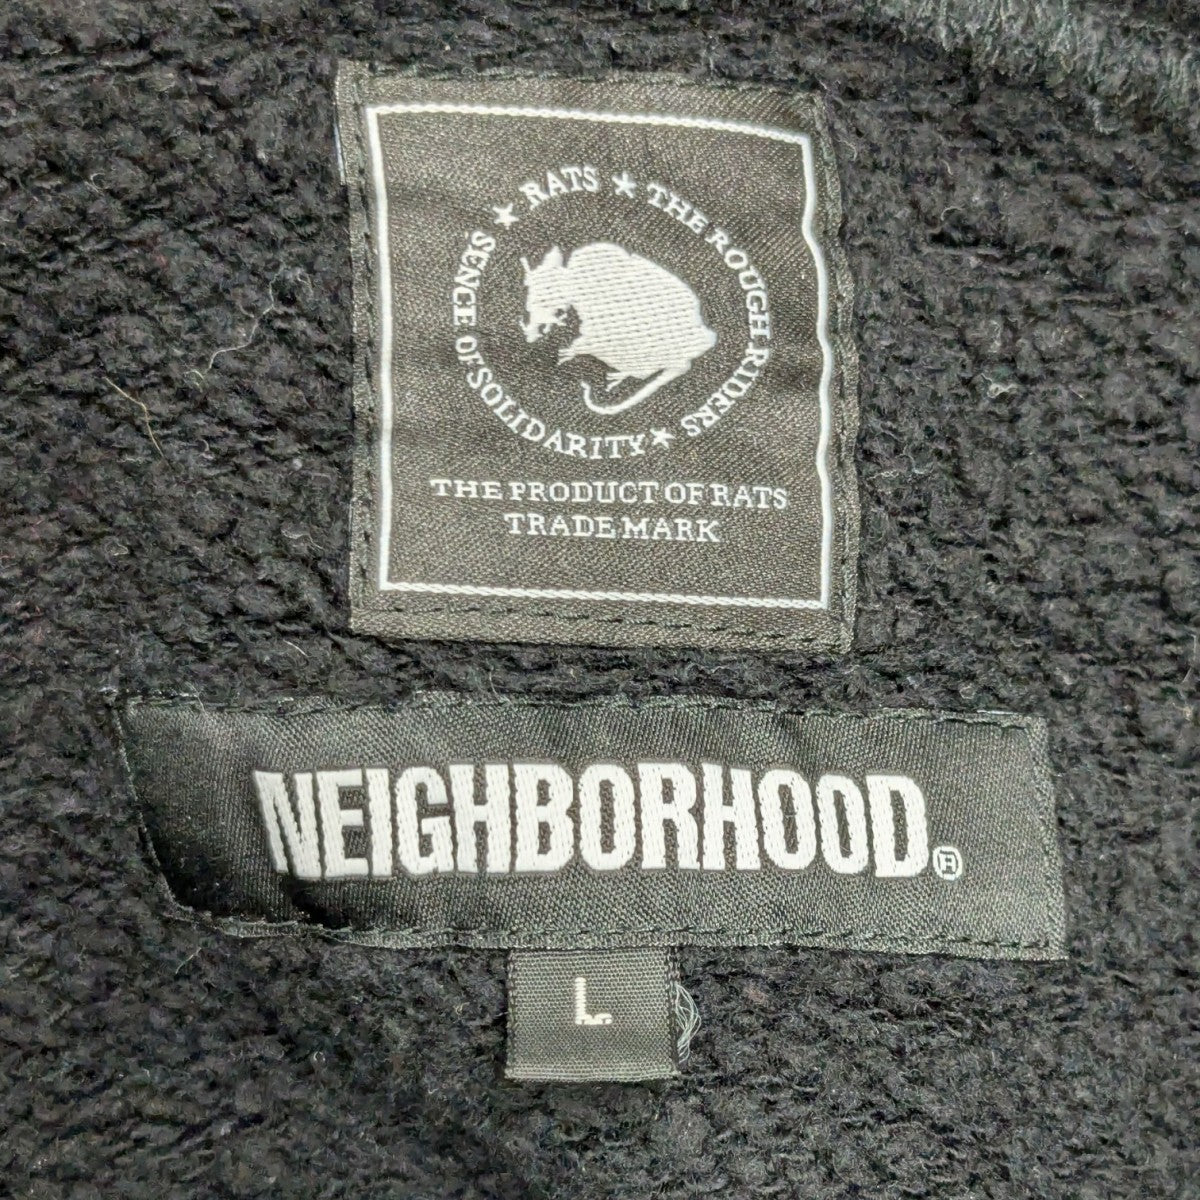 ★ RATS ★ THE ROUGH RIDERS
★ SENCE OF SOLIDARITY
THE PRODUCT OF RATS
TRADE MARK
NEIGHBORHOOD.®
L.